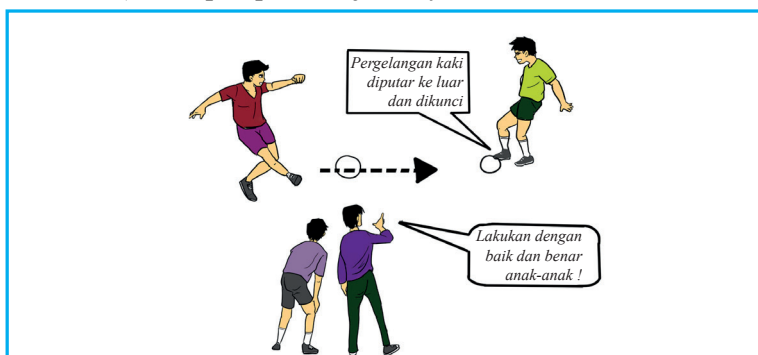 Pergelangan kaki
diputar ke luar
dan dikunci
Lakukan dengan
baik dan benar
anak-anak !